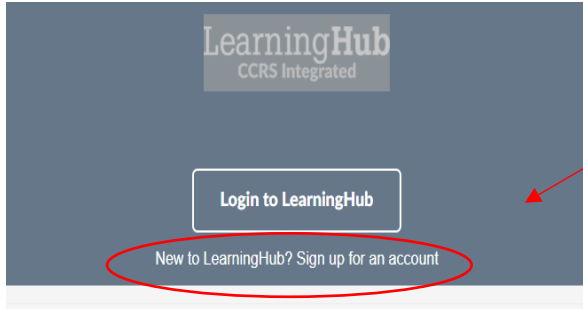 LearningHub
CCRS Integrated
Login to LearningHub
New to LearningHub? Sign up for an account